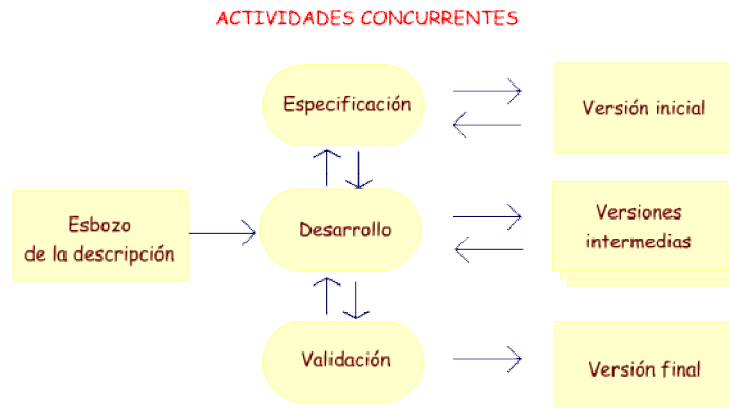 ACTIVIDADES CONCURRENTES
Especificación
Versión inicial
Esbozo
de la descripción
Desarrollo
Versiones
intermedias
Validación
Versión final